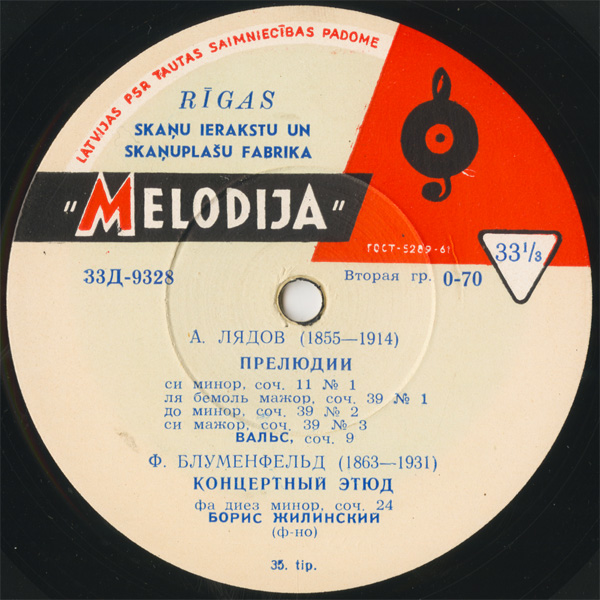 LATVIJAS PSR TAUTAS SAIMNIECĪBAS PADOME
RĪGAS
SKAŅU IERAKSTU UN
SKAŅUPLAŠU FABRIKA
"MELODIJA"
ГОСТ-5289-61
33⅓
33Д-9328
Вторая гр. 0-70
А. ЛЯДОВ (1855—1914)
ПРЕЛЮДИИ
си минор, соч. 11 № 1
ля бемоль мажор, соч. 39 № 1
до минор, соч. 39 № 2
си мажор, соч. 39 № 3
ВАЛЬС, соч. 9
Ф. БЛУМЕНФЕЛЬД (1863—1931)
КОНЦЕРТНЫЙ ЭТЮД
фа диез минор, соч. 24
БОРИС ЖИЛИНСКИЙ
(ф-но)
35. tip.